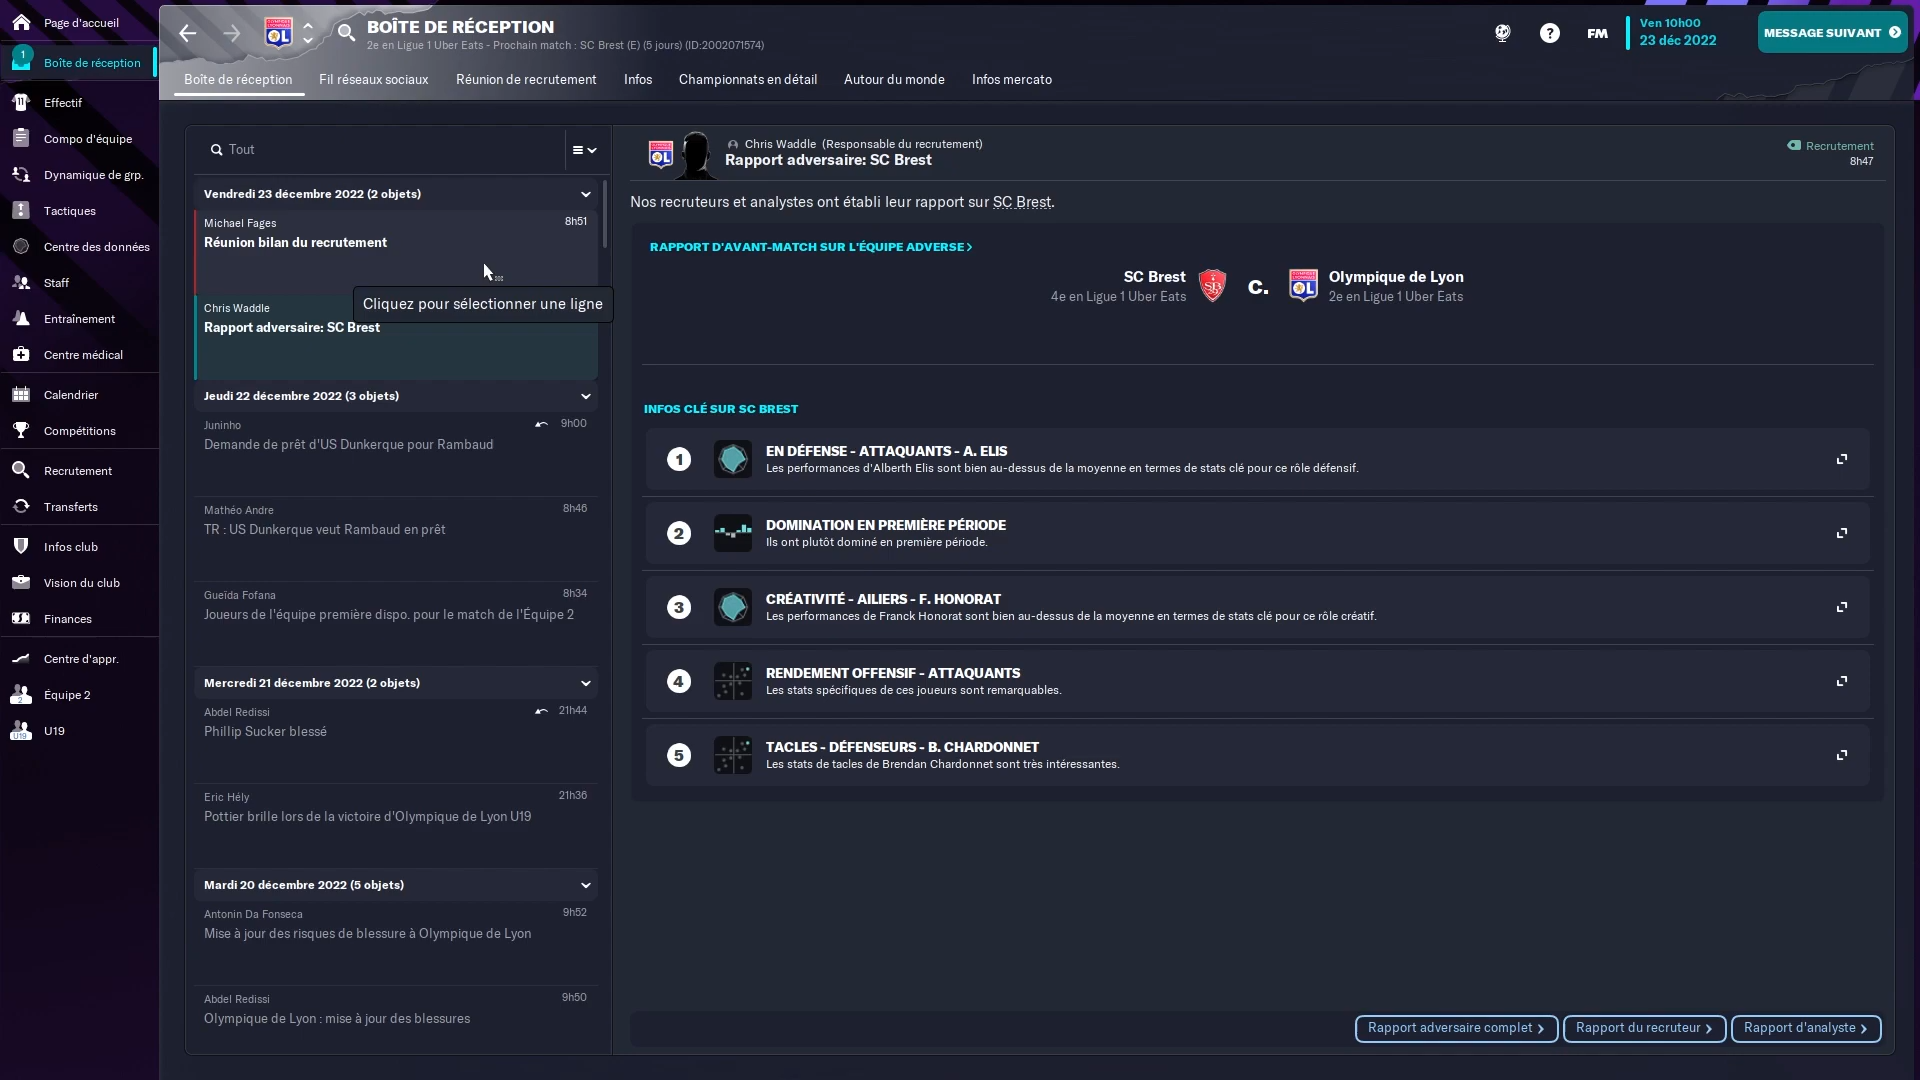 Page d'accueil
1
Boîte de réception
Effectif
Compo d'équipe
Dynamique de grp.
Tactiques
Centre des données
Staff
Entraînement
Centre médical
Calendrier
Compétitions
Recrutement
Transferts
Infos club
Vision du club
Finances
Centre d'appr.
2
Équipe 2
U19
U19
BOÎTE DE RÉCEPTION
2e en Ligue 1 Uber Eats - Prochain match : SC Brest (E) (5 jours) (ID:2002071574)
?
FM
Ven 10h00
23 déc 2022
MESSAGE SUIVANT
Boîte de réception
Fil réseaux sociaux
Réunion de recrutement
Infos
Championnats en détail
Autour du monde
Infos mercato
Tout
Vendredi 23 décembre 2022 (2 objets)
Michael Fages
8h51
Réunion bilan du recrutement
Cliquez pour sélectionner une ligne
Chris Waddle
Rapport adversaire: SC Brest
Jeudi 22 décembre 2022 (3 objets)
Juninho
9h00
Demande de prêt d'US Dunkerque pour Rambaud
Mathéo Andre
8h46
TR : US Dunkerque veut Rambaud en prêt
Gueïda Fofana
8h34
Joueurs de l'équipe première dispo. pour le match de l'Équipe 2
Mercredi 21 décembre 2022 (2 objets)
Abdel Redissi
21h44
Phillip Sucker blessé
Eric Hély
21h36
Pottier brille lors de la victoire d'Olympique de Lyon U19
Mardi 20 décembre 2022 (5 objets)
Antonin Da Fonseca
9h52
Mise à jour des risques de blessure à Olympique de Lyon
Abdel Redissi
9h50
Olympique de Lyon : mise à jour des blessures
Chris Waddle (Responsable du recrutement)
Rapport adversaire: SC Brest
Recrutement
8h47
Nos recruteurs et analystes ont établi leur rapport sur SC Brest.
RAPPORT D'AVANT-MATCH SUR L'ÉQUIPE ADVERSE
SC Brest
4e en Ligue 1 Uber Eats
C.
Olympique de Lyon
2e en Ligue 1 Uber Eats
INFOS CLÉ SUR SC BREST
1
EN DÉFENSE - ATTAQUANTS - A. ELIS
Les performances d'Alberth Elis sont bien au-dessus de la moyenne en termes de stats clé pour ce rôle défensif.
2
DOMINATION EN PREMIÈRE PÉRIODE
Ils ont plutôt dominé en première période.
3
CRÉATIVITÉ - AILIERS - F. HONORAT
Les performances de Franck Honorat sont bien au-dessus de la moyenne en termes de stats clé pour ce rôle créatif.
4
RENDEMENT OFFENSIF - ATTAQUANTS
Les stats spécifiques de ces joueurs sont remarquables.
5
TACLES - DÉFENSEURS - B. CHARDONNET
Les stats de tacles de Brendan Chardonnet sont très intéressantes.
Rapport adversaire complet
Rapport du recruteur
Rapport d'analyste